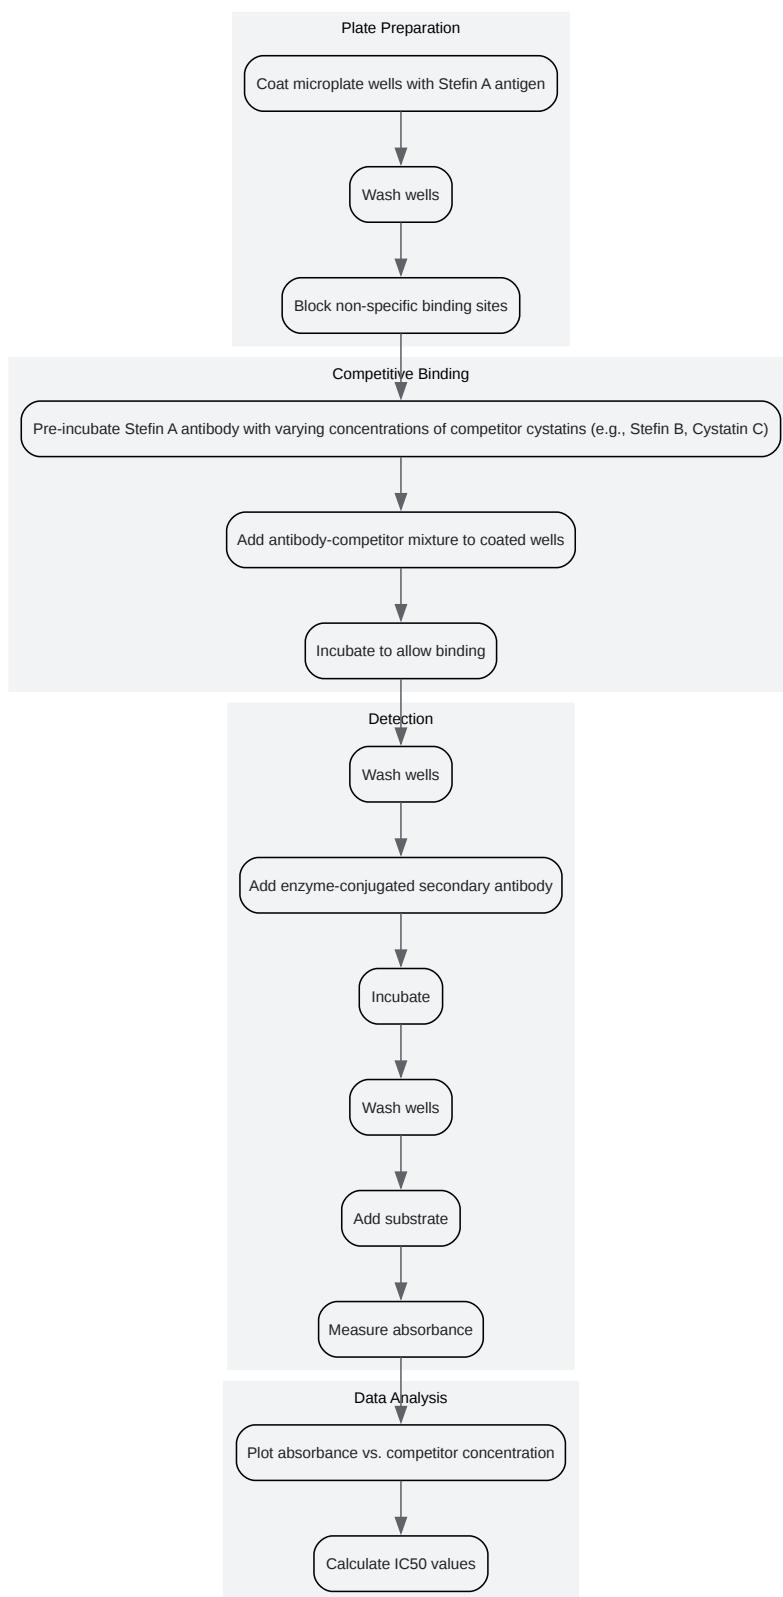 Plate Preparation
Coat microplate wells with Stefin A antigen
Wash wells
Block non-specific binding sites
Competitive Binding
Pre-incubate Stefin A antibody with varying concentrations of competitor cystatins (e.g., Stefin B, Cystatin C)
Add antibody-competitor mixture to coated wells
Incubate to allow binding
Detection
Wash wells
Add enzyme-conjugated secondary antibody
Incubate
Wash wells
Add substrate
Measure absorbance
Data Analysis
Plot absorbance vs. competitor concentration
Calculate IC50 values